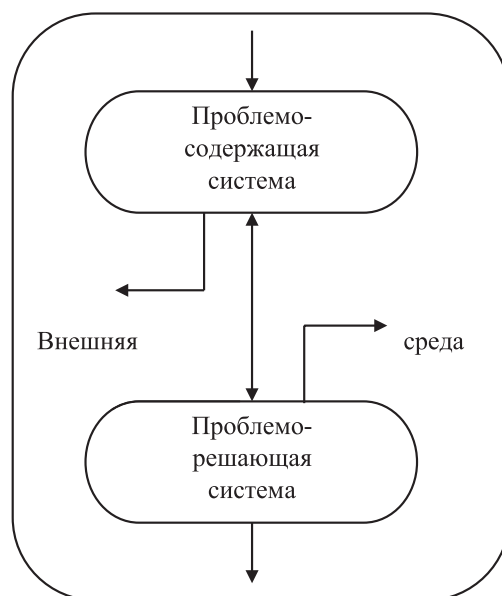 Проблемо-
содержащая
система
Внешняя среда
Проблемо-
решающая
система